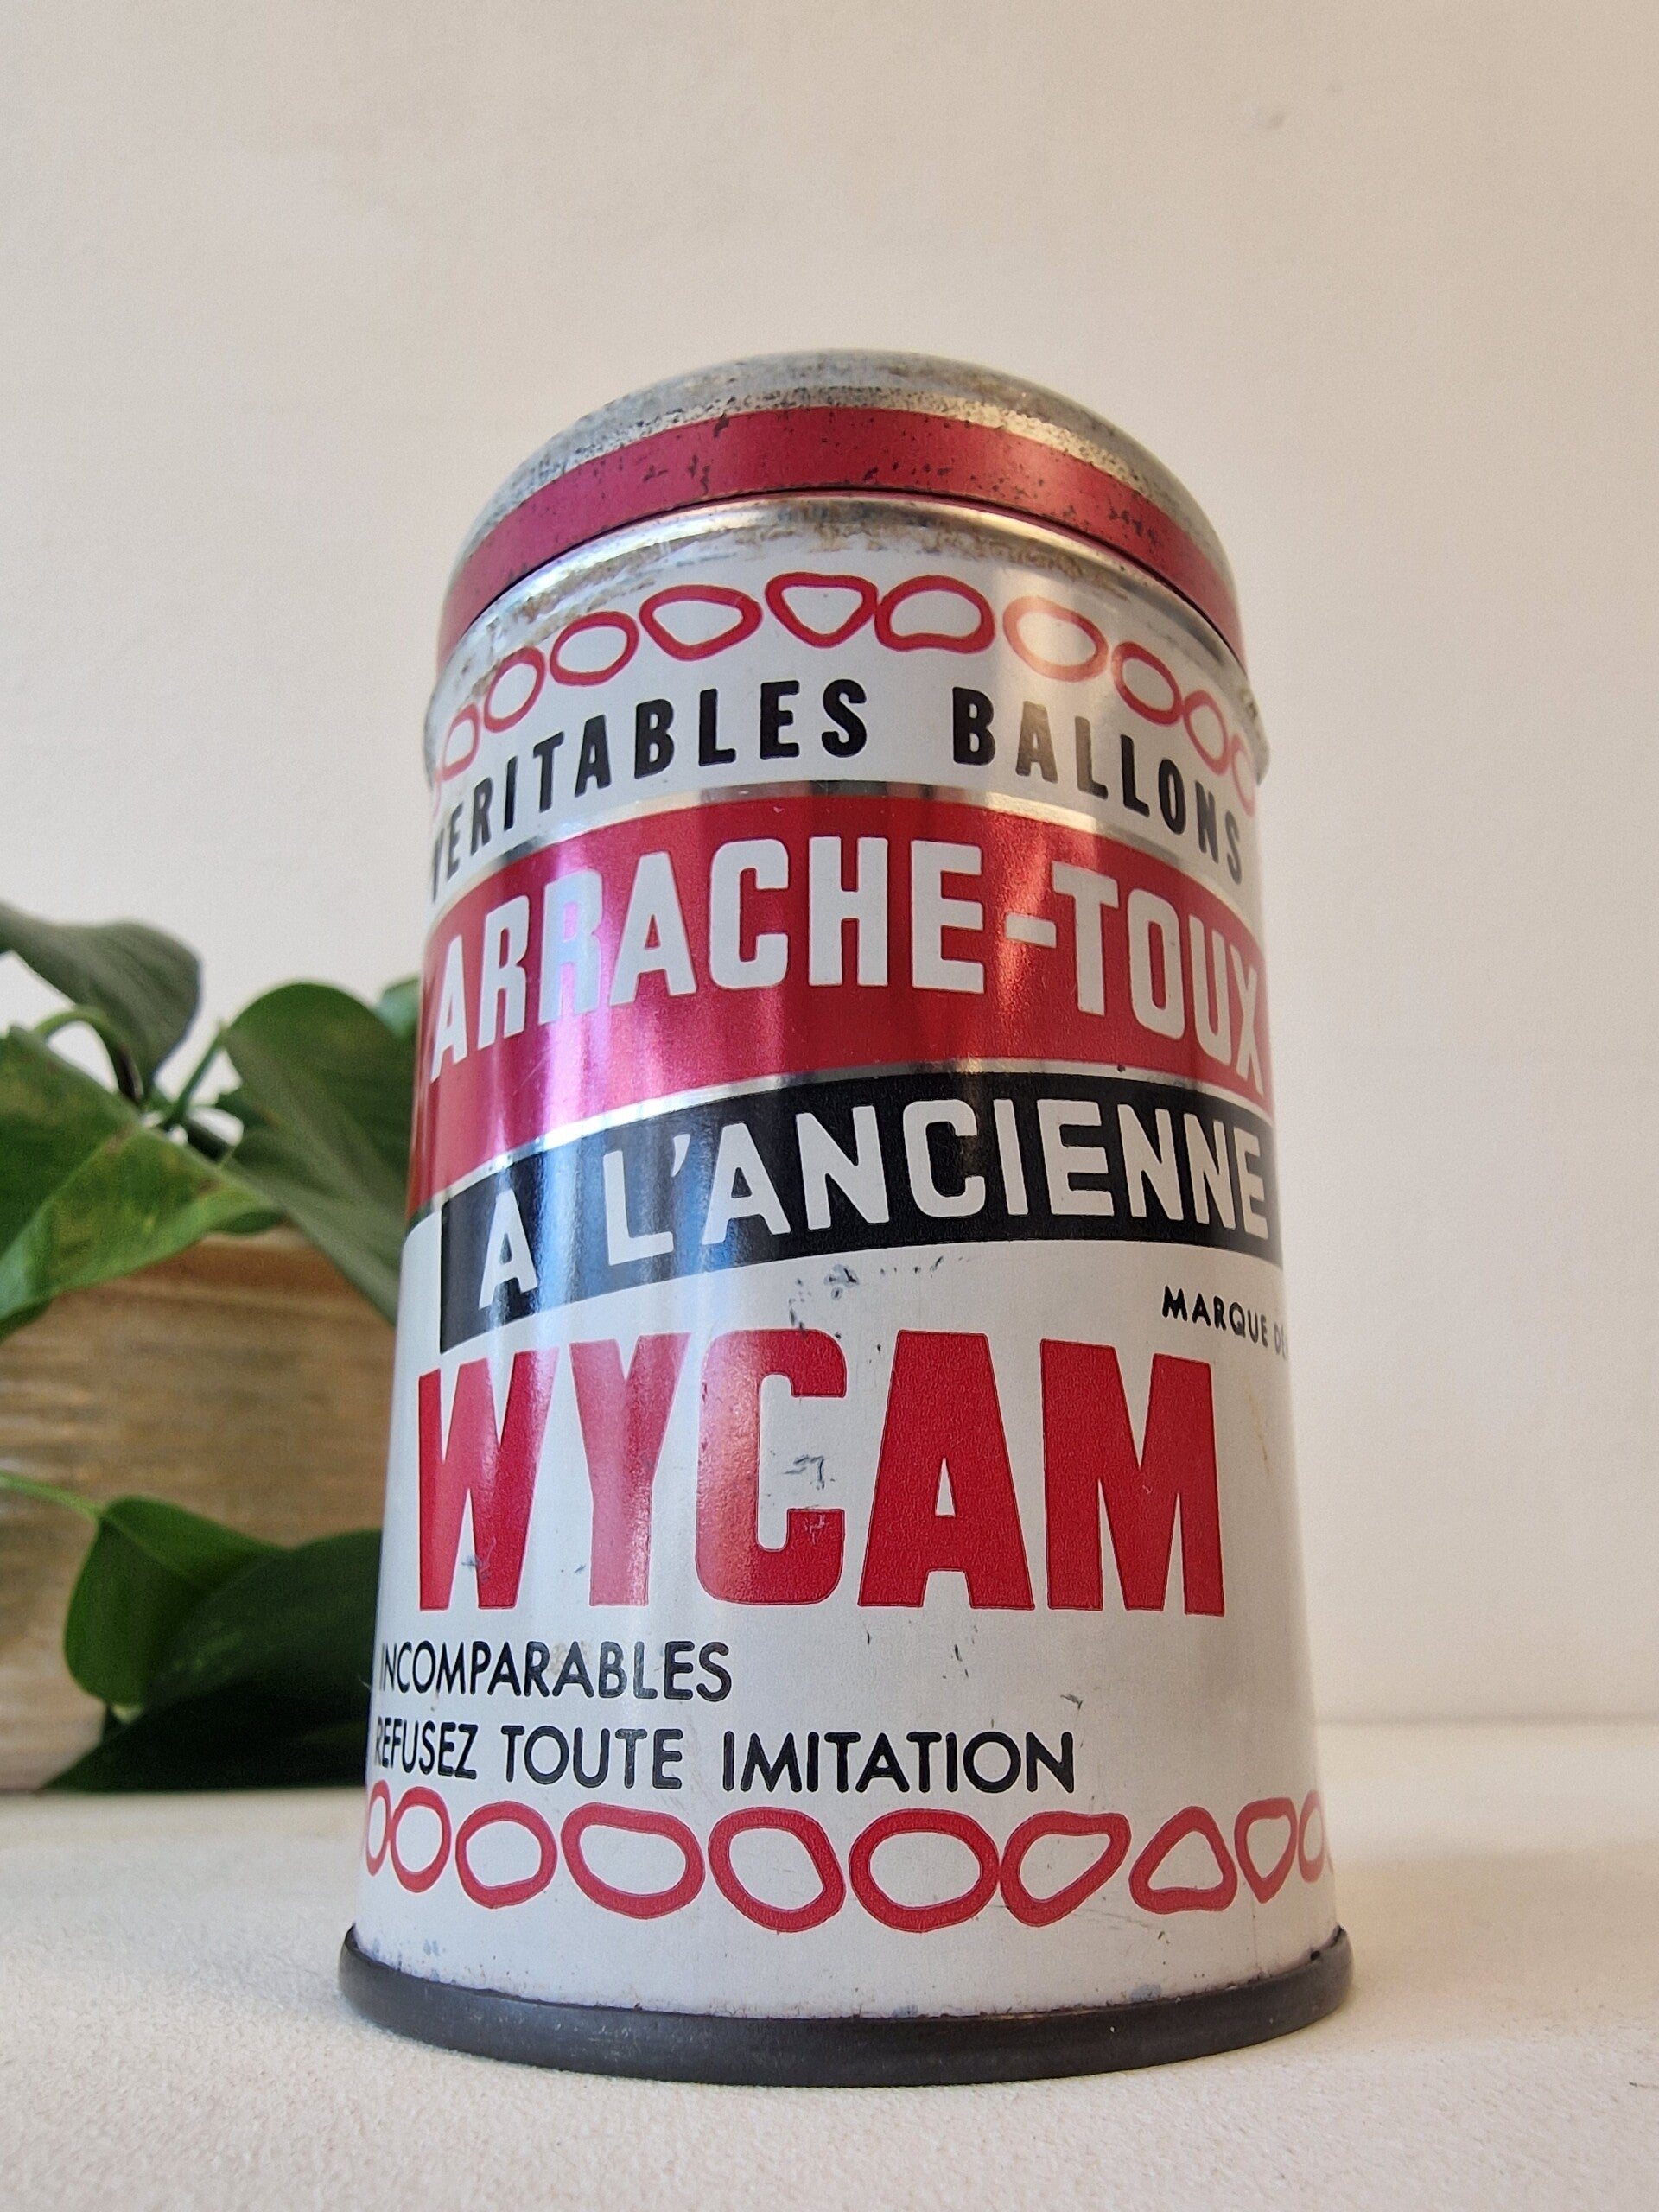 VERITABLES BALLONS
ARRACHE-TOUX
A L'ANCIENNE
MARQUE
WYCAM
INCOMPARABLES
REFUSEZ TOUTE IMITATION